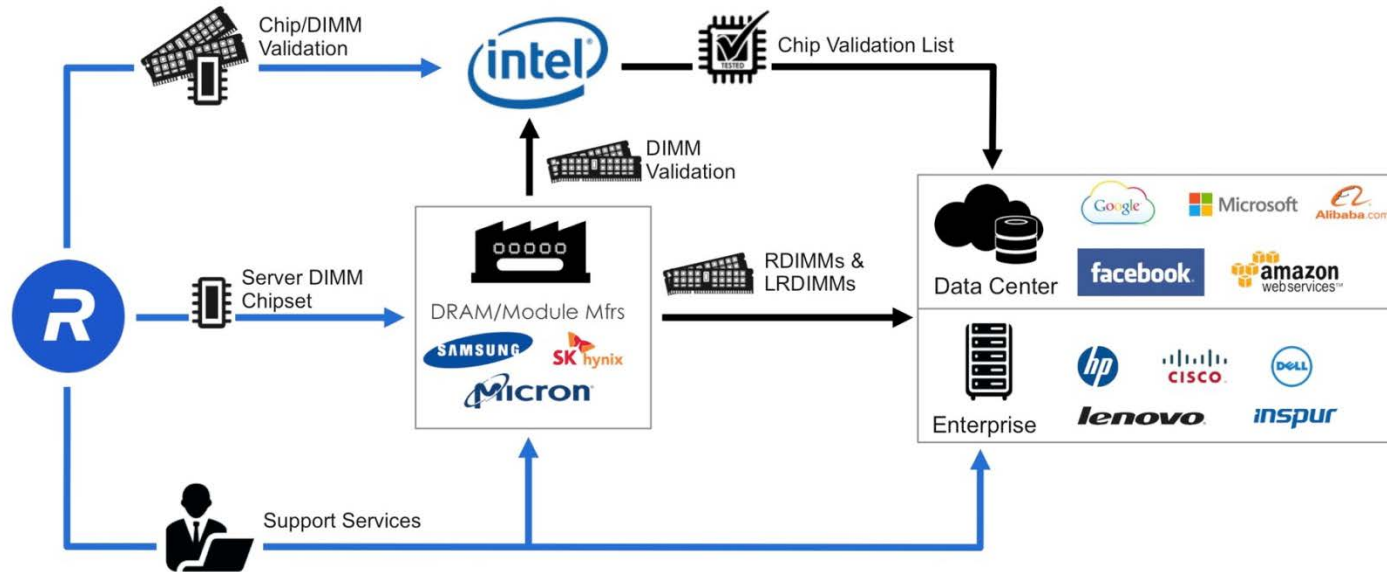 Chip/DIMM
Validation
intel®
TESTED
Chip Validation List
DIMM
Validation
R
Server DIMM
Chipset
DRAM/Module Mfrs
SAMSUNG
SK hynix
Micron®
RDIMMs &
LRDIMMs
Data Center
Google
Microsoft
Alibaba.com
facebook
amazon
webservices™
Enterprise
hp
CISCO
DELL
lenovo
inspur
Support Services